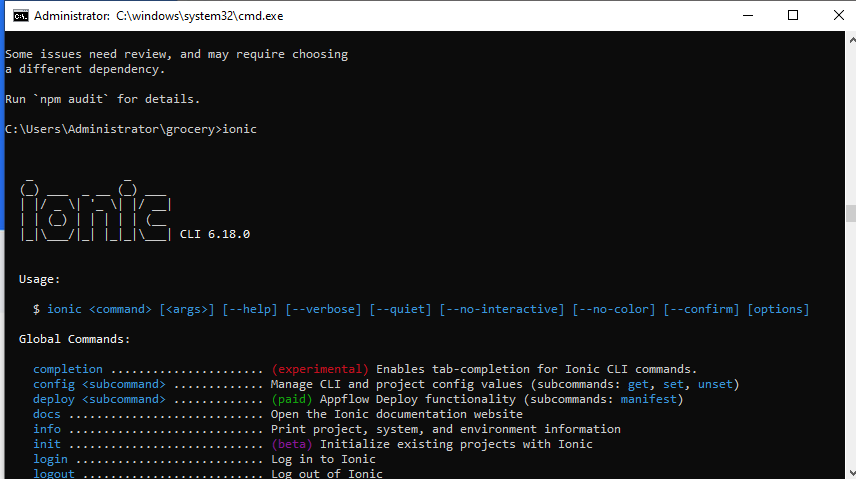 Administrator: C:\windows\system32\cmd.exe
Some issues need review, and may require choosing
a different dependency.
Run `npm audit` for details.
C:\Users\Administrator\grocery>ionic
ionic
CLI 6.18.0
Usage:
$ ionic <command> [<args>] [--help] [--verbose] [--quiet] [--no-interactive] [--no-color] [--confirm] [options]
Global Commands:
completion ...................... (experimental) Enables tab-completion for Ionic CLI commands.
config <subcommand> ............. Manage CLI and project config values (subcommands: get, set, unset)
deploy <subcommand> ............. (paid) Appflow Deploy functionality (subcommands: manifest)
docs ............................ Open the Ionic documentation website
info ............................ Print project, system, and environment information
init ............................ (beta) Initialize existing projects with Ionic
login ........................... Log in to Ionic
logout .......................... Log out of Ionic